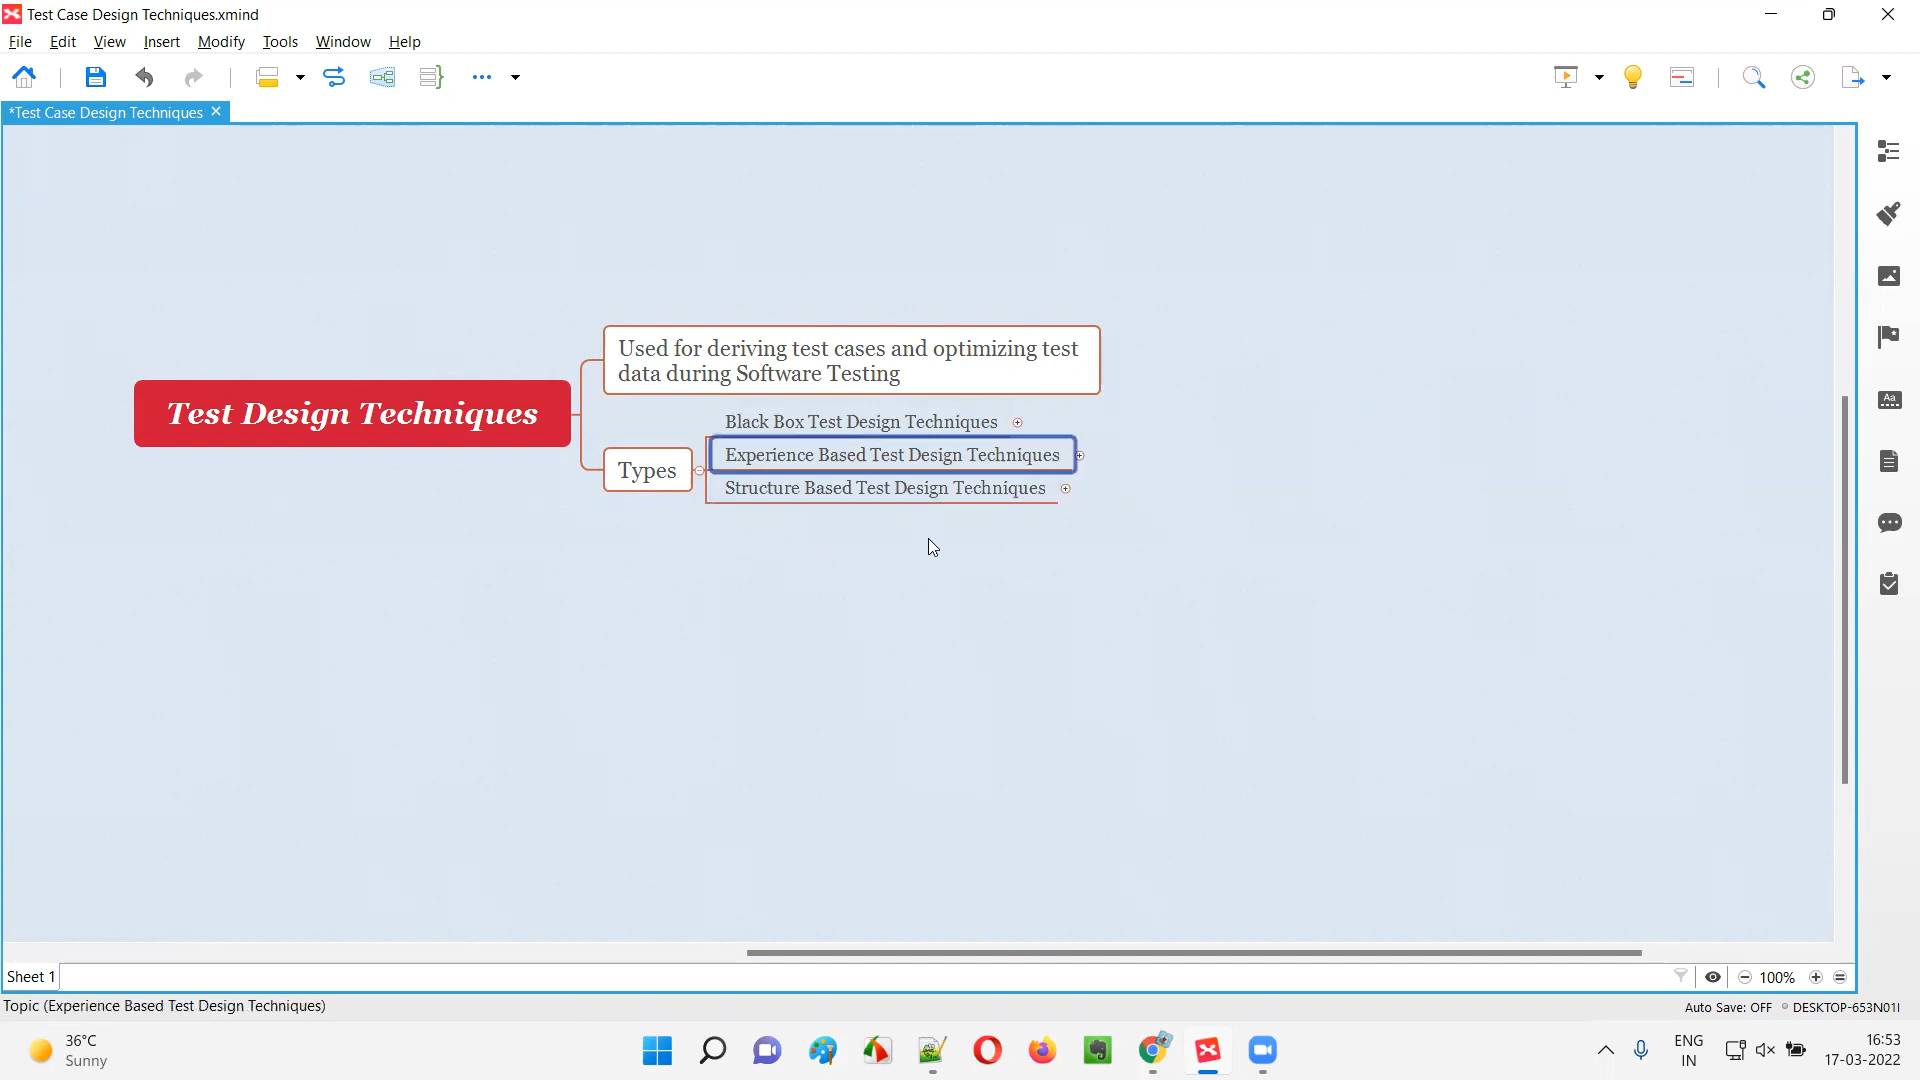 Test Case Design Techniques.xmind
File Edit View Insert Modify Tools Window Help
*Test Case Design Techniques
Used for deriving test cases and optimizing test
data during Software Testing
Test Design Techniques
Types
Black Box Test Design Techniques
Experience Based Test Design Techniques
Structure Based Test Design Techniques
Aa
Sheet 1
100%
Topic (Experience Based Test Design Techniques)
Auto Save: OFF
DESKTOP-653N01I
36°C
Sunny
ENG
IN
16:53
17-03-2022